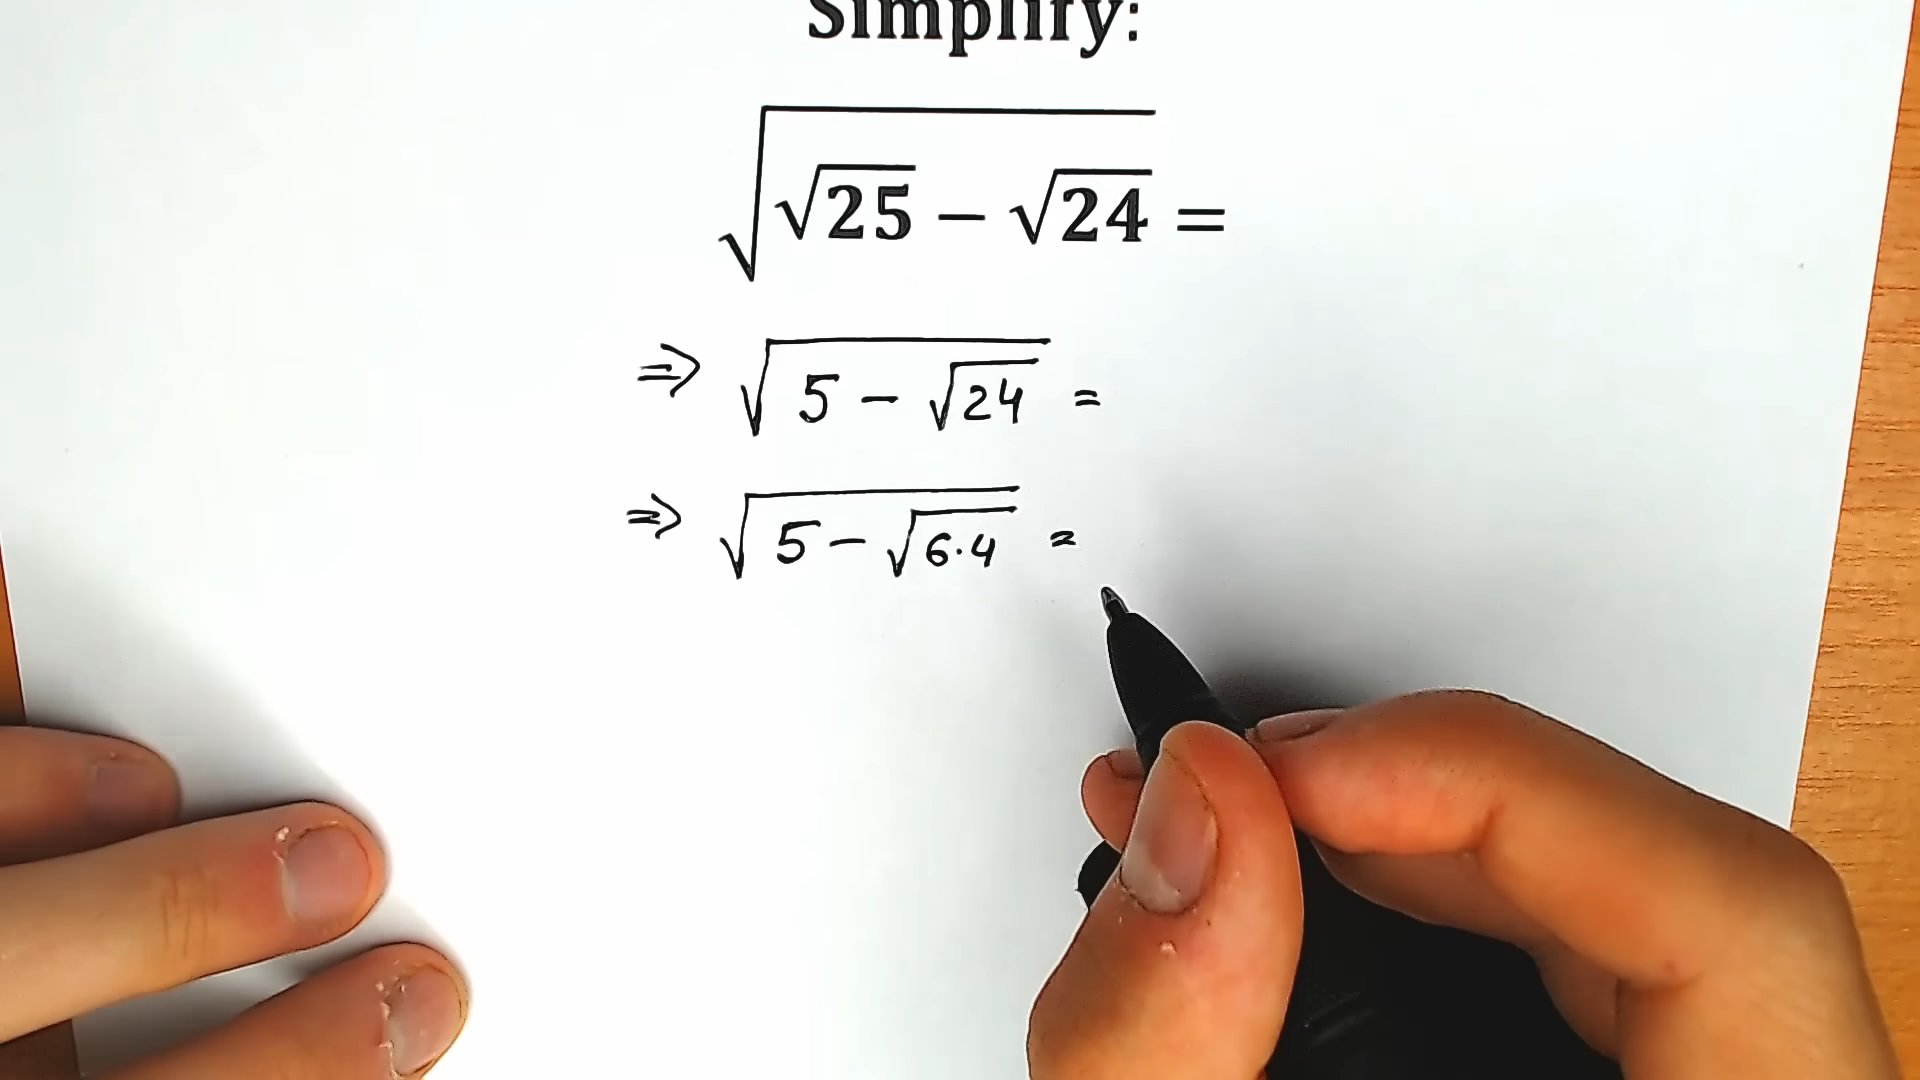 Simplify:
√(√25 − √24) =
⇒ √(5 − √24) =
⇒ √(5 − √(6·4)) =